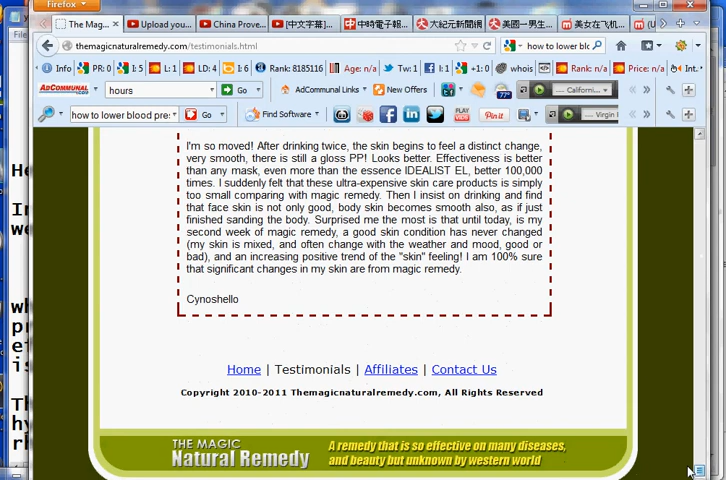 Firefox
The Mag...
Upload you...
China Prove...
[中文字幕]...
中時電子報...
大紀元新聞網...
美國一男生...
美女在飞机...
themagicnaturalremedy.com/testimonials.html
how to lower blo
Info
PR: 0
I: 5
L: 1
LD: 4
I: 6
Rank: 8185116
Age: n/a
Tw: 1
I: 1
+1: 0
whois
Rank: n/a
Price: n/a
Int.
AdCommunal
hours
Go
AdCommunal Links
New Offers
77°
Californi...
how to lower blood pres
Go
Find Software
PLAY VIDEO
Pin it
Virgin
I'm so moved! After drinking twice, the skin begins to feel a distinct change,
very smooth, there is still a gloss PP! Looks better. Effectiveness is better
than any mask, even more than the essence IDEALIST EL, better 100,000
times. I suddenly felt that these ultra-expensive skin care products is simply
too small comparing with magic remedy. Then I insist on drinking and find
that face skin is not only good, body skin becomes smooth also, as if just
finished sanding the body. Surprised me the most is that until today, is my
second week of magic remedy, a good skin condition has never changed
(my skin is mixed, and often change with the weather and mood, good or
bad), and an increasing positive trend of the "skin" feeling! I am 100% sure
that significant changes in my skin are from magic remedy.
Cynoshello
Home | Testimonials | Affiliates | Contact Us
Copyright 2010-2011 Themagicnaturalremedy.com, All Rights Reserved
THE MAGIC
Natural Remedy
A remedy that is so effective on many diseases,
and beauty but unknown by western world